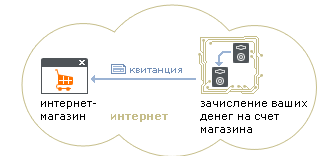 квитанция
интернет-
магазин
интернет
зачисление ваших
денег на счет
магазина